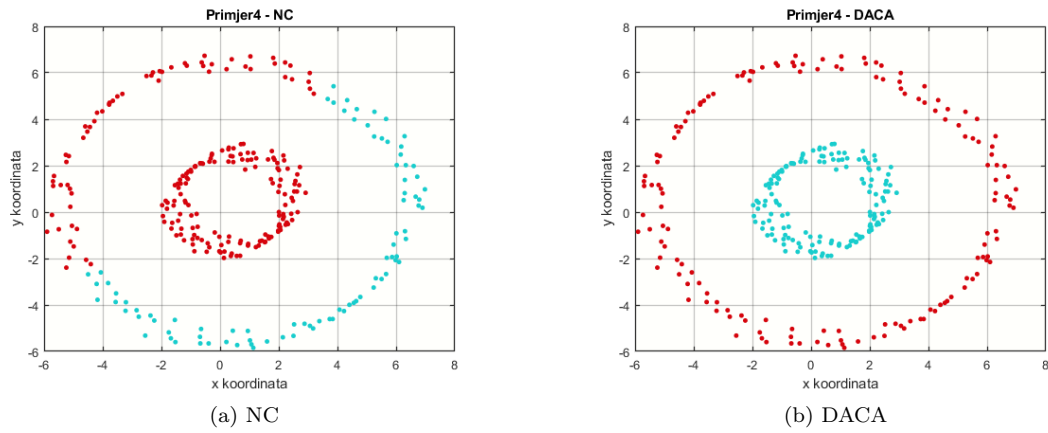 Primjer4 - NC
8
6
4
2
0
-2
-4
-6
y koordinata
-6 -4 -2 0 2 4 6 8
x koordinata
(a) NC
Primjer4 - DACA
8
6
4
2
0
-2
-4
-6
y koordinata
-6 -4 -2 0 2 4 6 8
x koordinata
(b) DACA